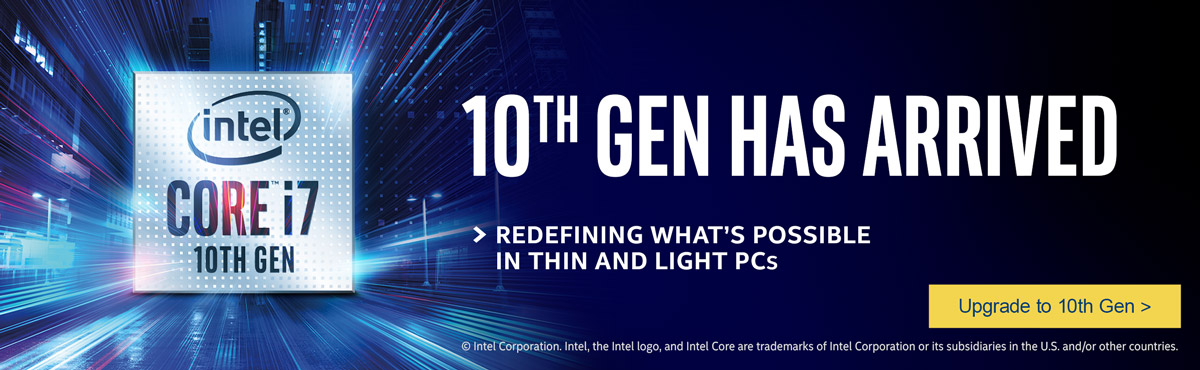 intel®
CORE™ i7
10TH GEN
10TH GEN HAS ARRIVED
> REDEFINING WHAT'S POSSIBLE
IN THIN AND LIGHT PCs
Upgrade to 10th Gen >
© Intel Corporation. Intel, the Intel logo, and Intel Core are trademarks of Intel Corporation or its subsidiaries in the U.S. and/or other countries.